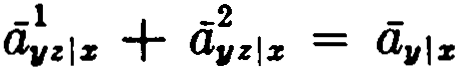 ā¹_{yz|x} + ā²_{yz|x} = ā_{y|x}